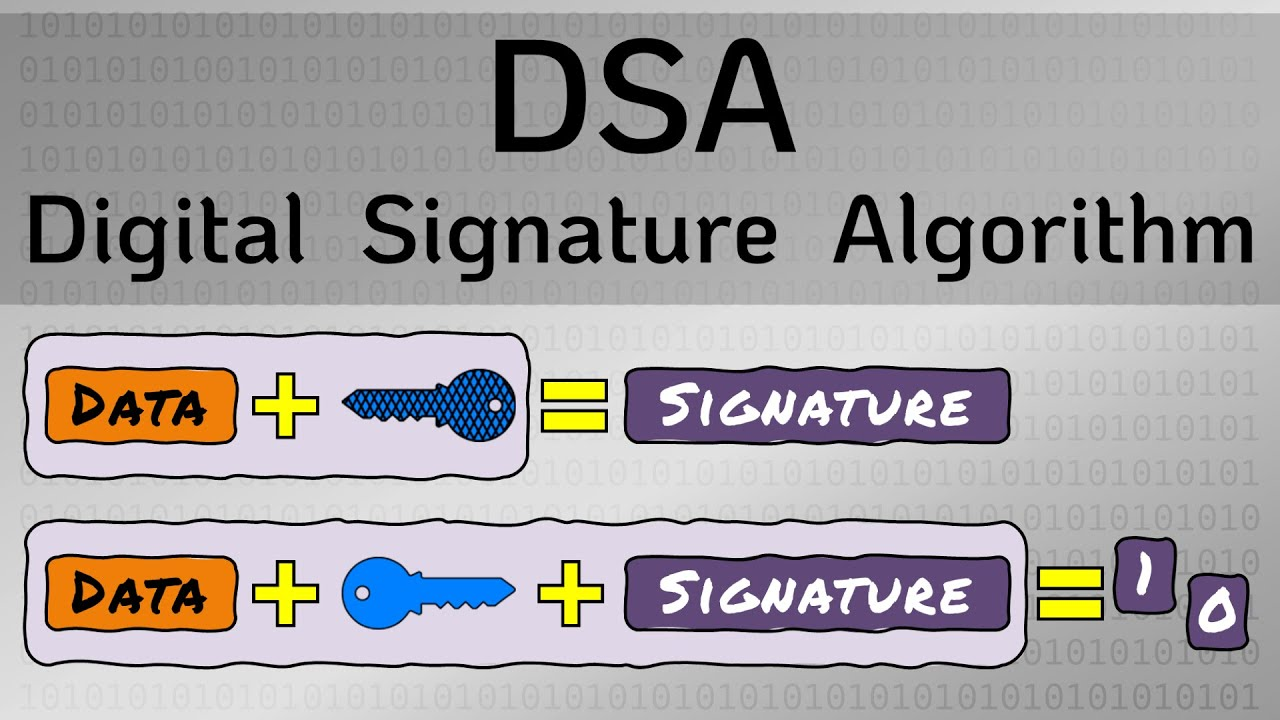 DSA
Digital Signature Algorithm
DATA + = SIGNATURE
DATA + + SIGNATURE = 1 0